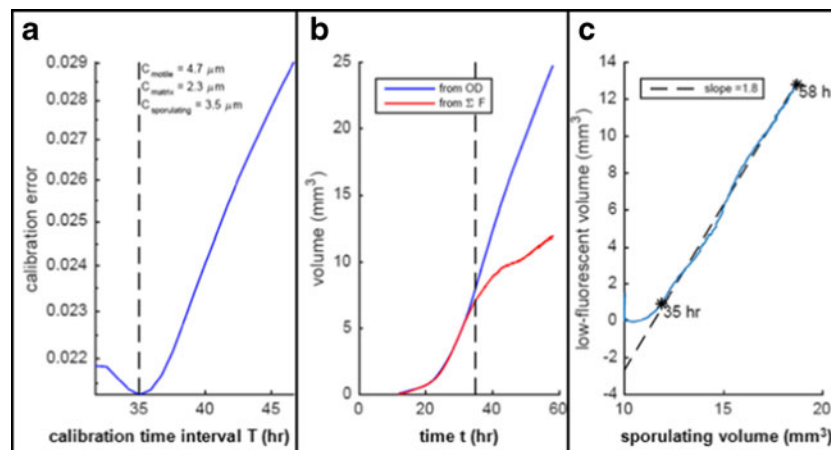 a
0.029
0.028
0.027
0.026
0.025
0.024
0.023
0.022
calibration error
C motile = 4.7 μm
C matrix = 2.3 μm
C sporulating = 3.5 μm
35 40 45
calibration time interval T (hr)
b
25
20
15
10
5
0
volume (mm³)
from OD
from Σ F
0 20 40 60
time t (hr)
c
14
12
10
8
6
4
2
0
-2
-4
low-fluorescent volume (mm³)
slope =1.8
58 h
35 hr
10 15 20
sporulating volume (mm³)